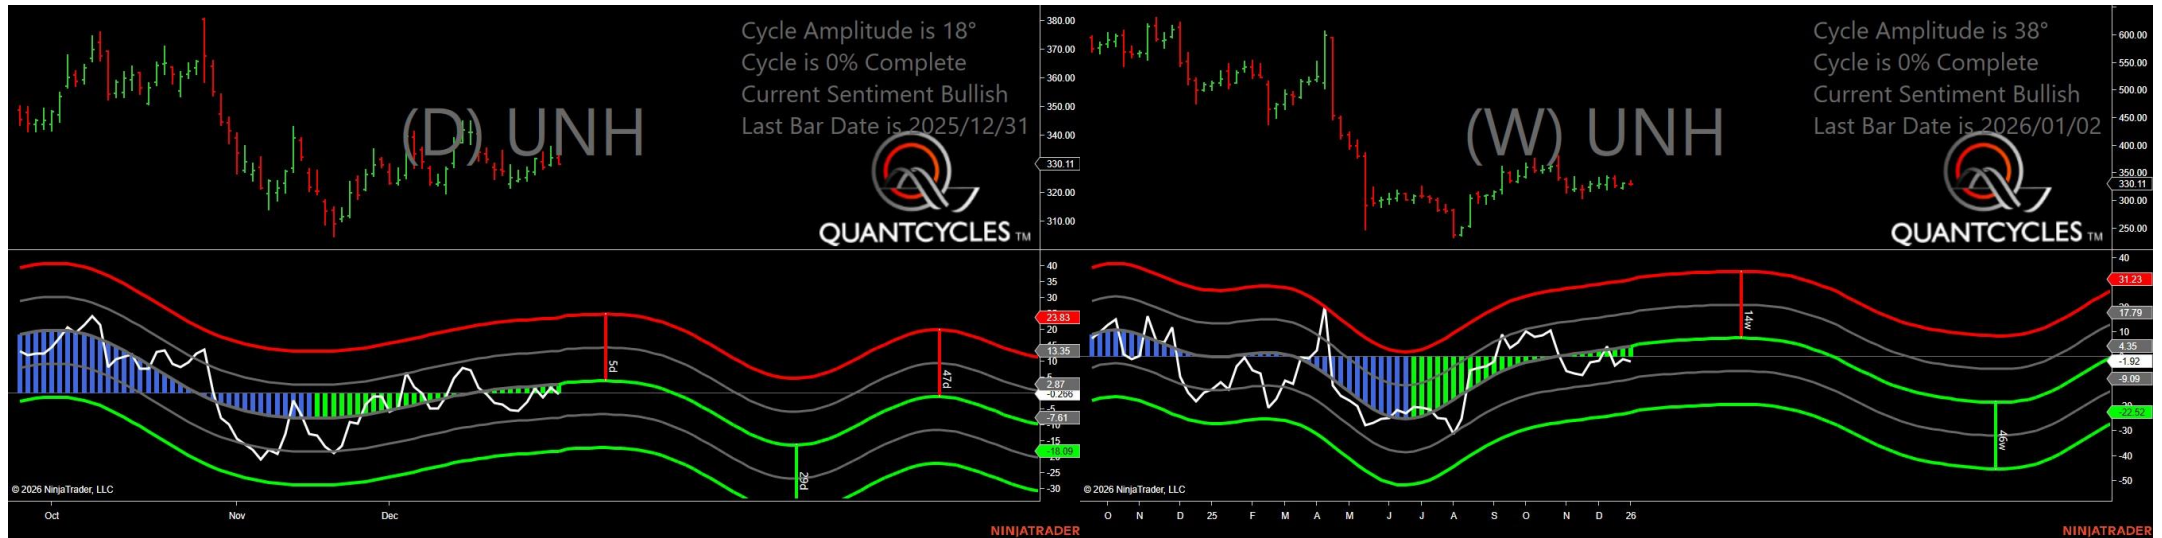 Cycle Amplitude is 18°
Cycle is 0% Complete
Current Sentiment Bullish
Last Bar Date is 2025/12/31
(D) UNH
QUANTCYCLES TM
380.00
370.00
360.00
350.00
340.00
330.11
320.00
310.00
40
35
30
23.83
20
15
13.35
10
2.87
-0.266
-5
-7.61
-10
-15
-18.09
-25
-30
5d
29d
47d
© 2026 NinjaTrader, LLC
Oct Nov Dec
NINJATRADER
Cycle Amplitude is 38°
Cycle is 0% Complete
Current Sentiment Bullish
Last Bar Date is 2026/01/02
(W) UNH
QUANTCYCLES TM
600.00
550.00
500.00
450.00
400.00
350.00
330.11
300.00
250.00
40
31.23
17.79
10
4.35
-1.92
-9.09
-22.52
-30
-40
-50
14w
46w
© 2026 NinjaTrader, LLC
O N D 25 F M A M J J A S O N D 26
NINJATRADER